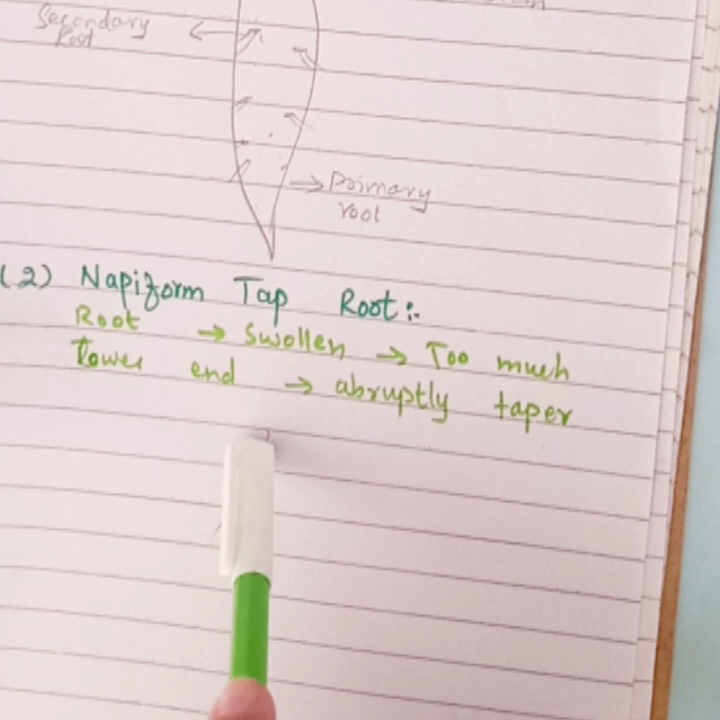 Secondary
Root
Primary
root
(2) Napiform Tap Root :-
Root → Swollen → Too much
Lower end → abruptly taper